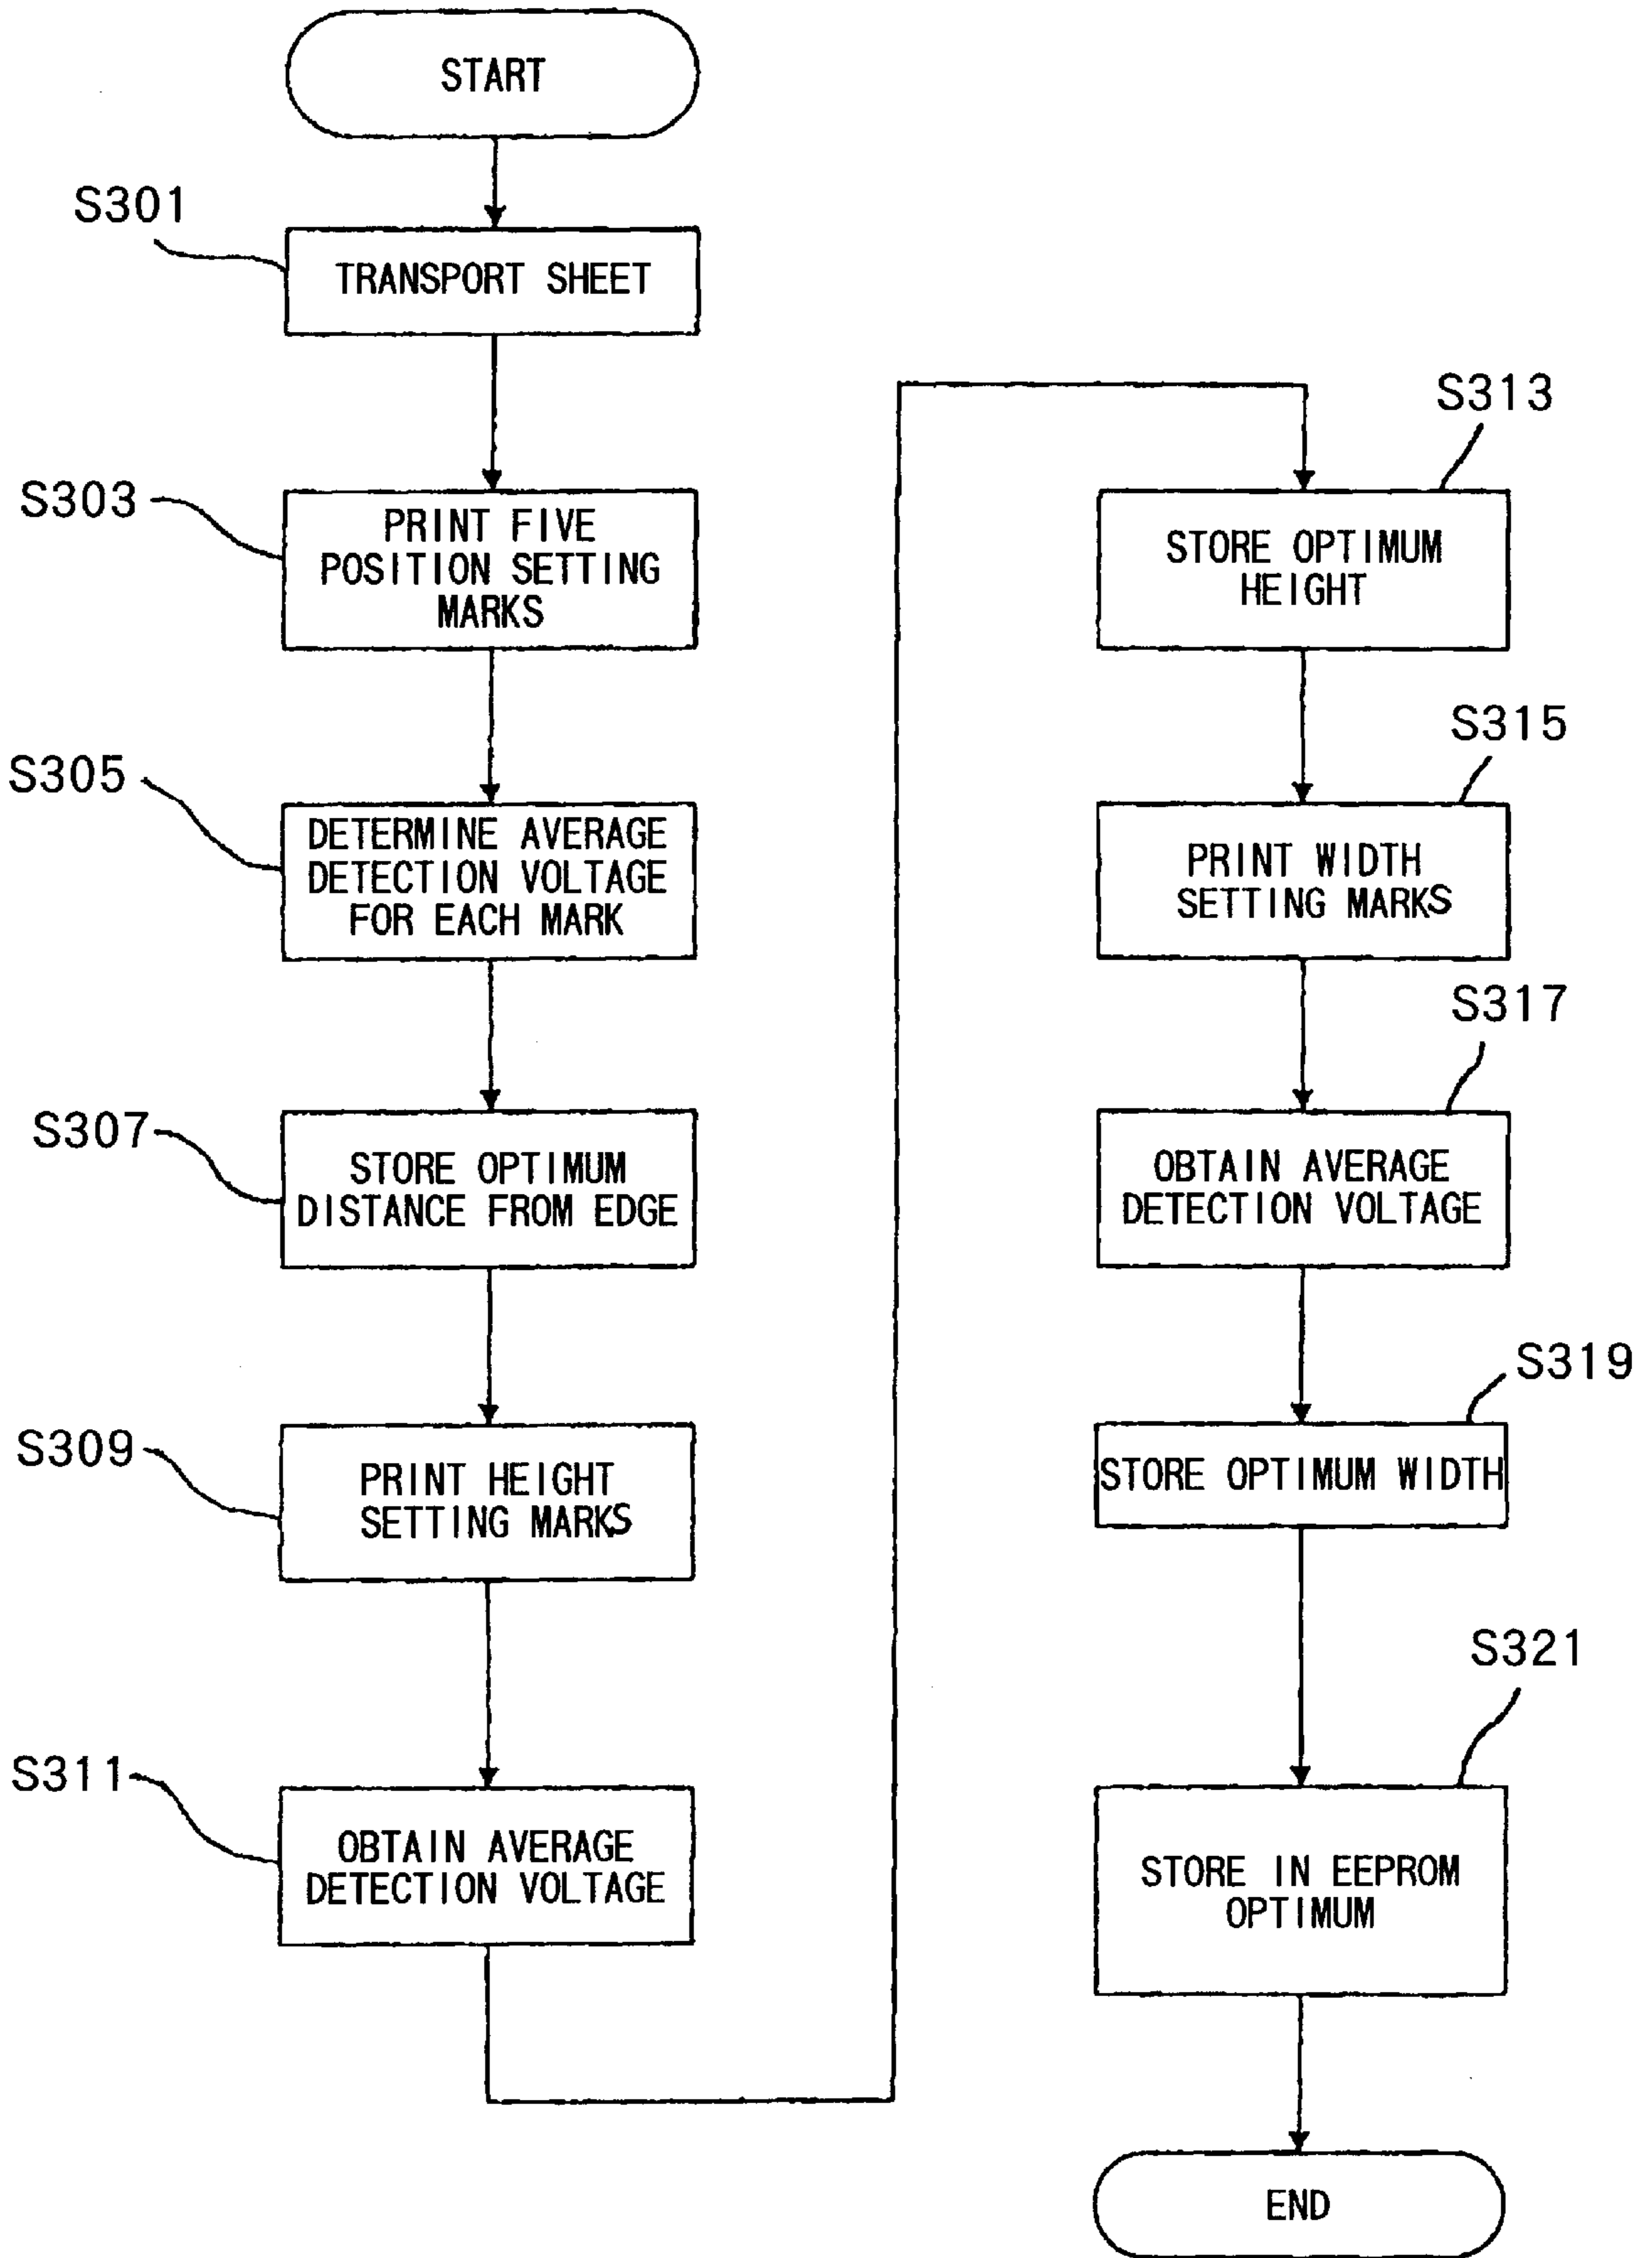 START
S301
TRANSPORT SHEET
S303
PRINT FIVE
POSITION SETTING
MARKS
S305
DETERMINE AVERAGE
DETECTION VOLTAGE
FOR EACH MARK
S307
STORE OPTIMUM
DISTANCE FROM EDGE
S309
PRINT HEIGHT
SETTING MARKS
S311
OBTAIN AVERAGE
DETECTION VOLTAGE
S313
STORE OPTIMUM
HEIGHT
S315
PRINT WIDTH
SETTING MARKS
S317
OBTAIN AVERAGE
DETECTION VOLTAGE
S319
STORE OPTIMUM WIDTH
S321
STORE IN EEPROM
OPTIMUM
END